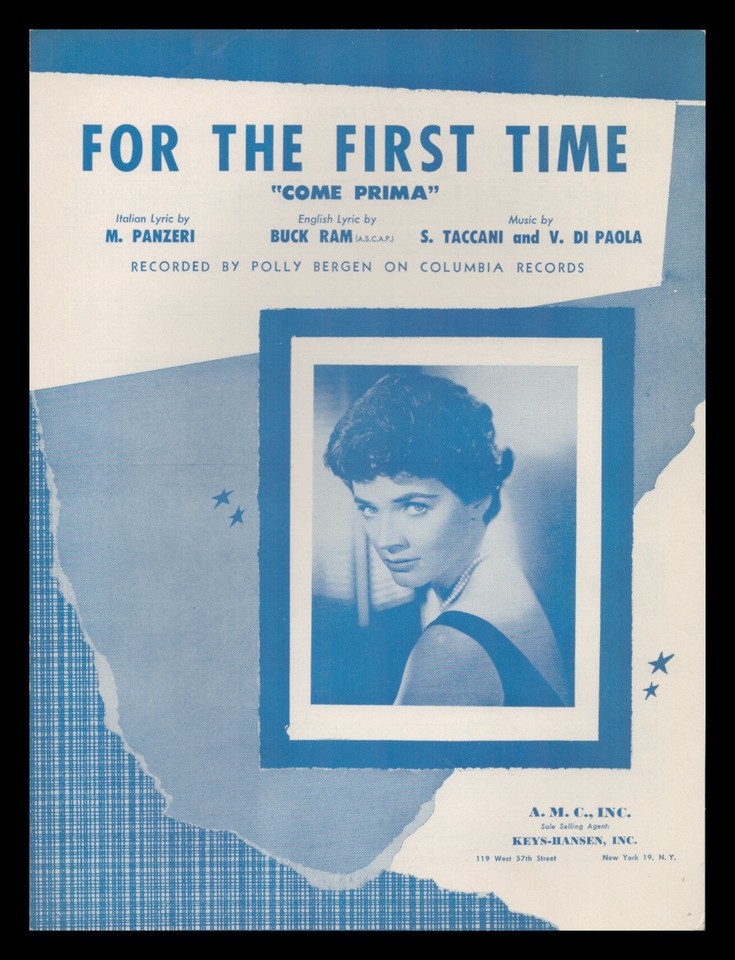 FOR THE FIRST TIME
"COME PRIMA"
Italian Lyric by
M. PANZERI
English Lyric by
BUCK RAM (A.S.C.A.P.)
Music by
S. TACCANI and V. DI PAOLA
RECORDED BY POLLY BERGEN ON COLUMBIA RECORDS
A. M. C., INC.
Sole Selling Agent:
KEYS-HANSEN, INC.
119 West 57th Street New York 19, N. Y.